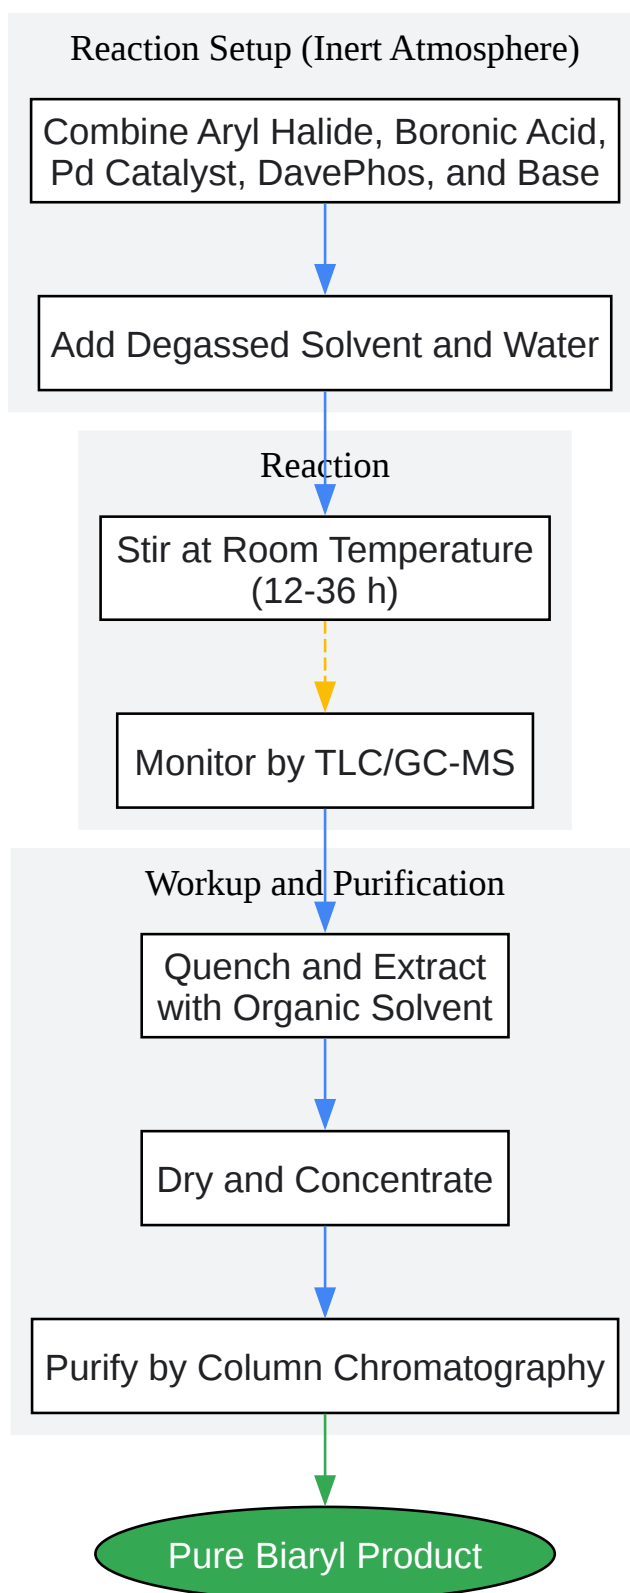 Reaction Setup (Inert Atmosphere)
Combine Aryl Halide, Boronic Acid,
Pd Catalyst, DavePhos, and Base
Add Degassed Solvent and Water
Reaction
Stir at Room Temperature
(12-36 h)
Monitor by TLC/GC-MS
Workup and Purification
Quench and Extract
with Organic Solvent
Dry and Concentrate
Purify by Column Chromatography
Pure Biaryl Product